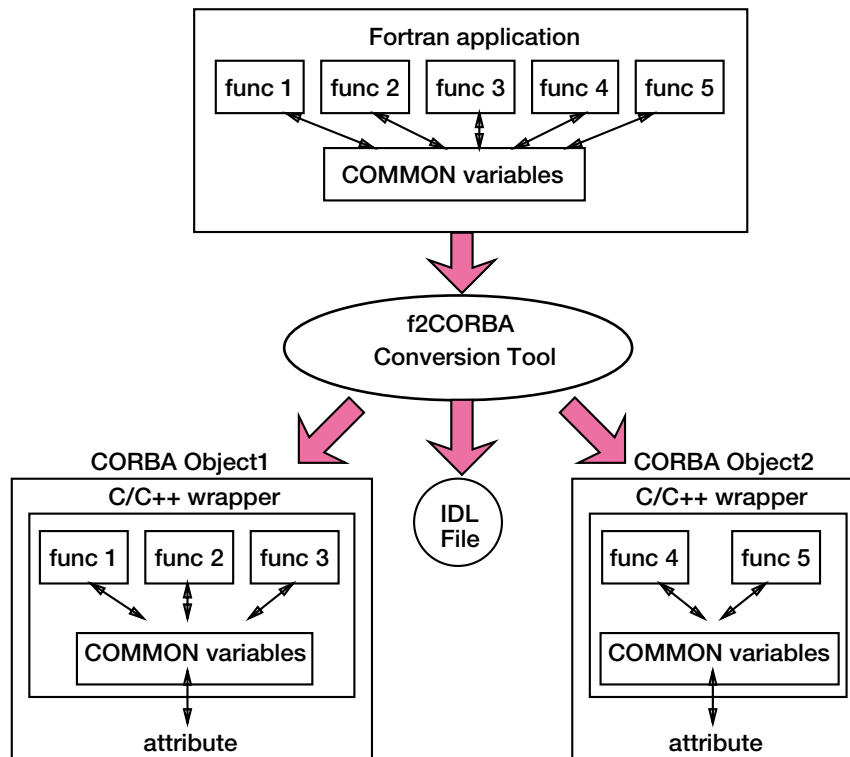 Fortran application
func 1
func 2
func 3
func 4
func 5
COMMON variables
f2CORBA
Conversion Tool
CORBA Object1
C/C++ wrapper
func 1
func 2
func 3
COMMON variables
attribute
IDL
File
CORBA Object2
C/C++ wrapper
func 4
func 5
COMMON variables
attribute